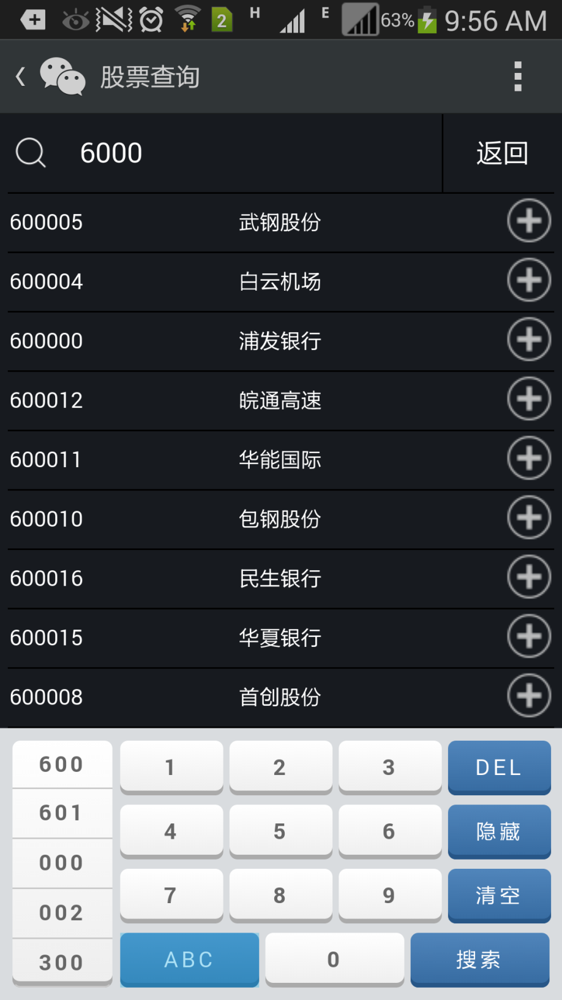 2 H E 63% 9:56 AM
股票查询
6000 返回
600005 武钢股份
600004 白云机场
600000 浦发银行
600012 皖通高速
600011 华能国际
600010 包钢股份
600016 民生银行
600015 华夏银行
600008 首创股份
600 1 2 3 DEL
601 4 5 6 隐藏
000 7 8 9 清空
002
300 ABC 0 搜索